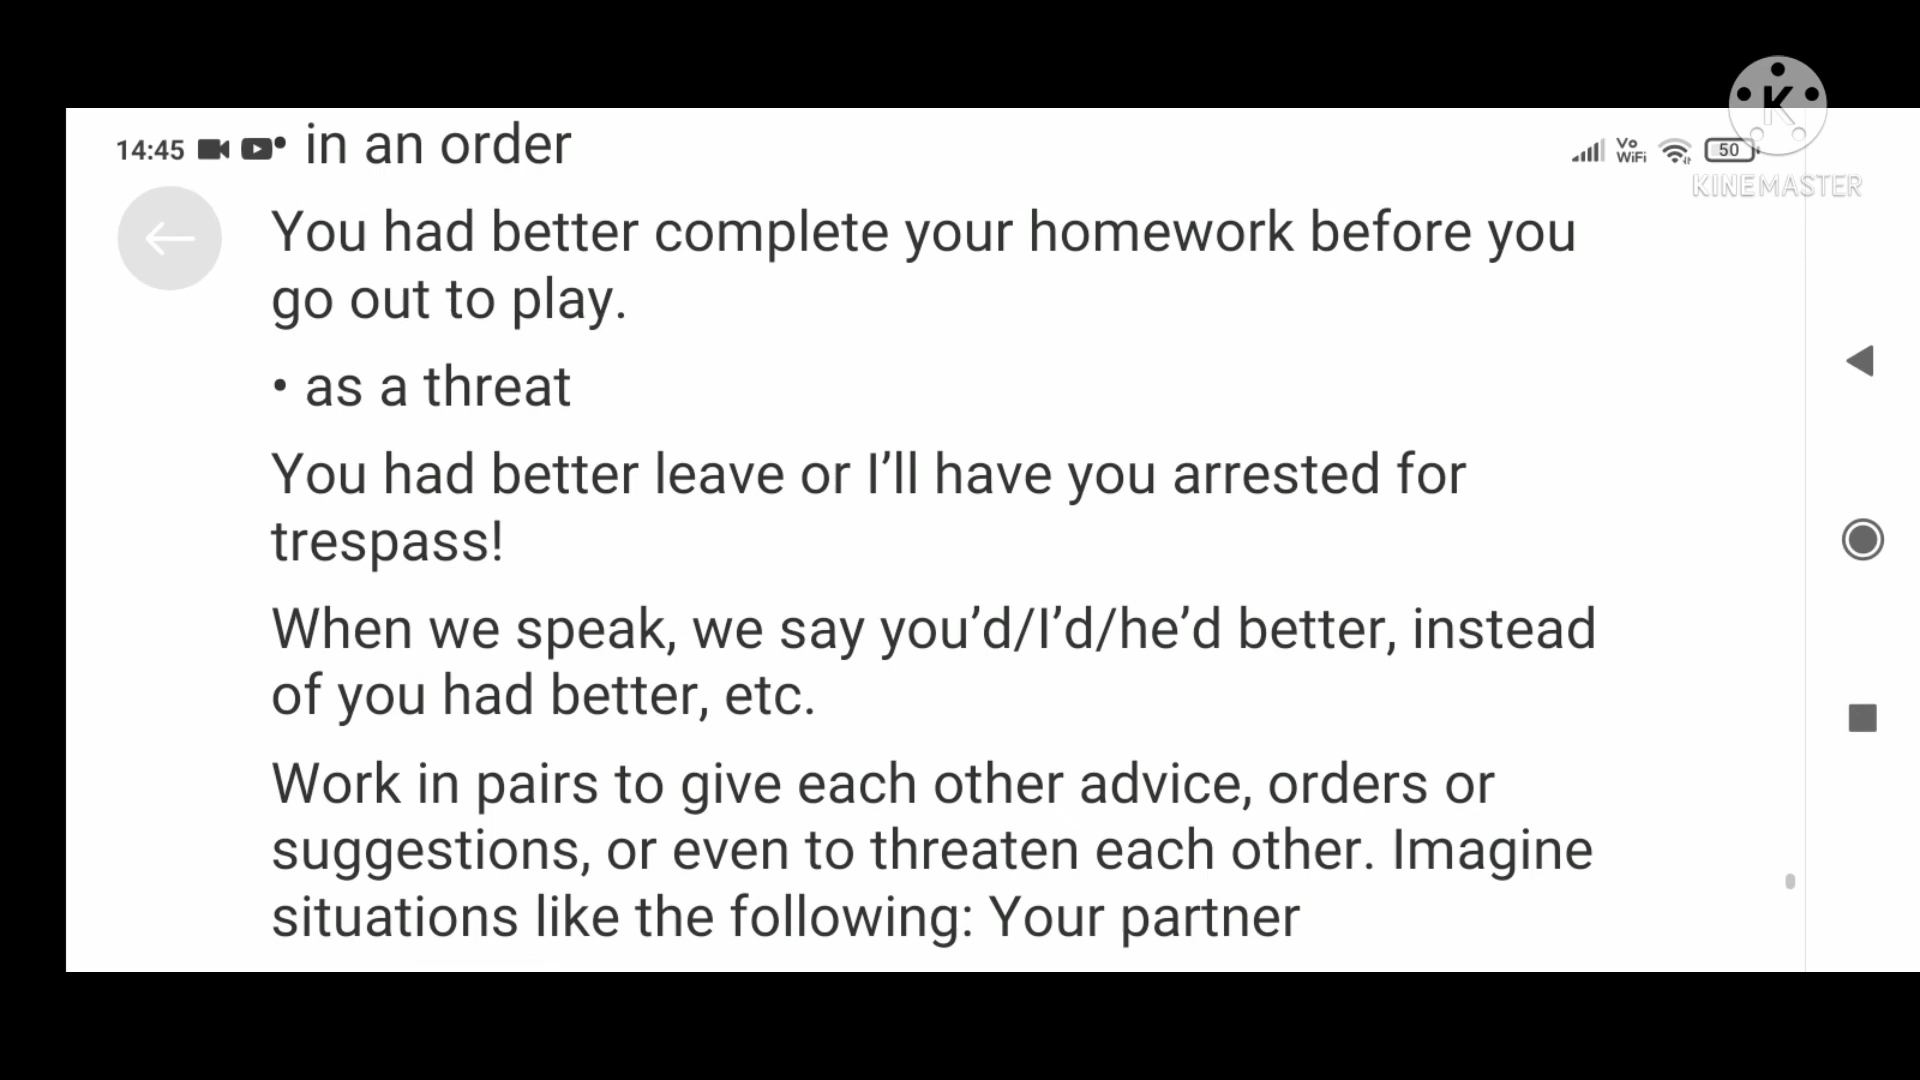 14:45
• in an order
Vo
WiFi
50
K
KINEMASTER
You had better complete your homework before you
go out to play.
• as a threat
You had better leave or I’ll have you arrested for
trespass!
When we speak, we say you’d/I’d/he’d better, instead
of you had better, etc.
Work in pairs to give each other advice, orders or
suggestions, or even to threaten each other. Imagine
situations like the following: Your partner